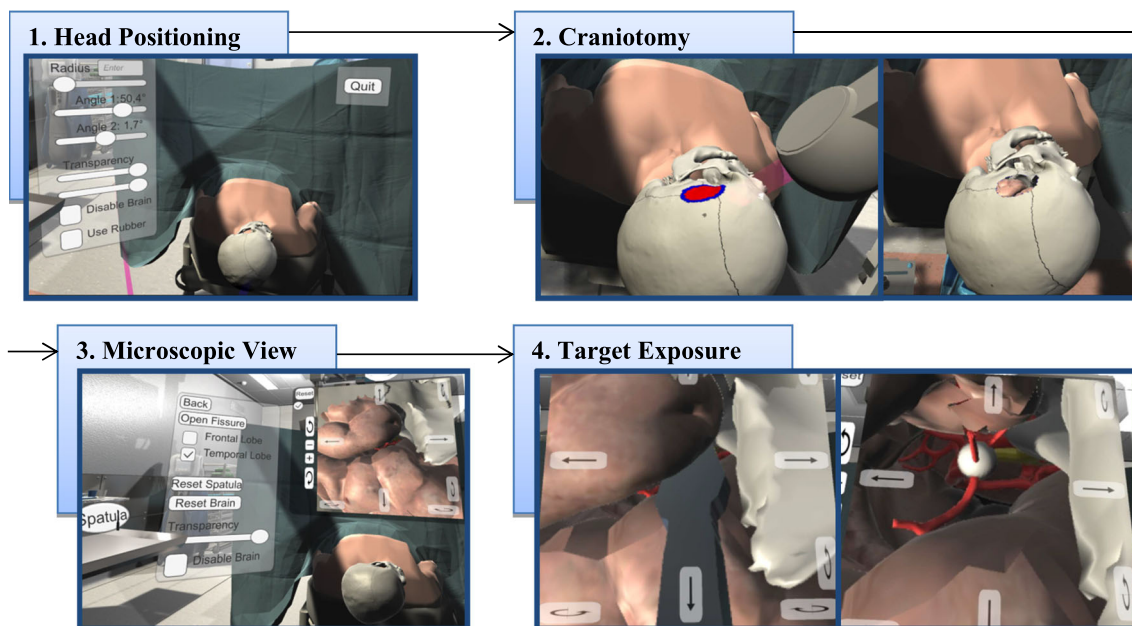 1. Head Positioning
Radius Enter
Angle 1:50,4°
Angle 2: 1,7°
Transparency
Disable Brain
Use Rubber
Quit
2. Craniotomy
3. Microscopic View
Back
Open Fissure
Frontal Lobe
Temporal Lobe
Reset Spatula
Reset Brain
Transparency
Disable Brain
Spatula
Reset
- 
+
4. Target Exposure
set